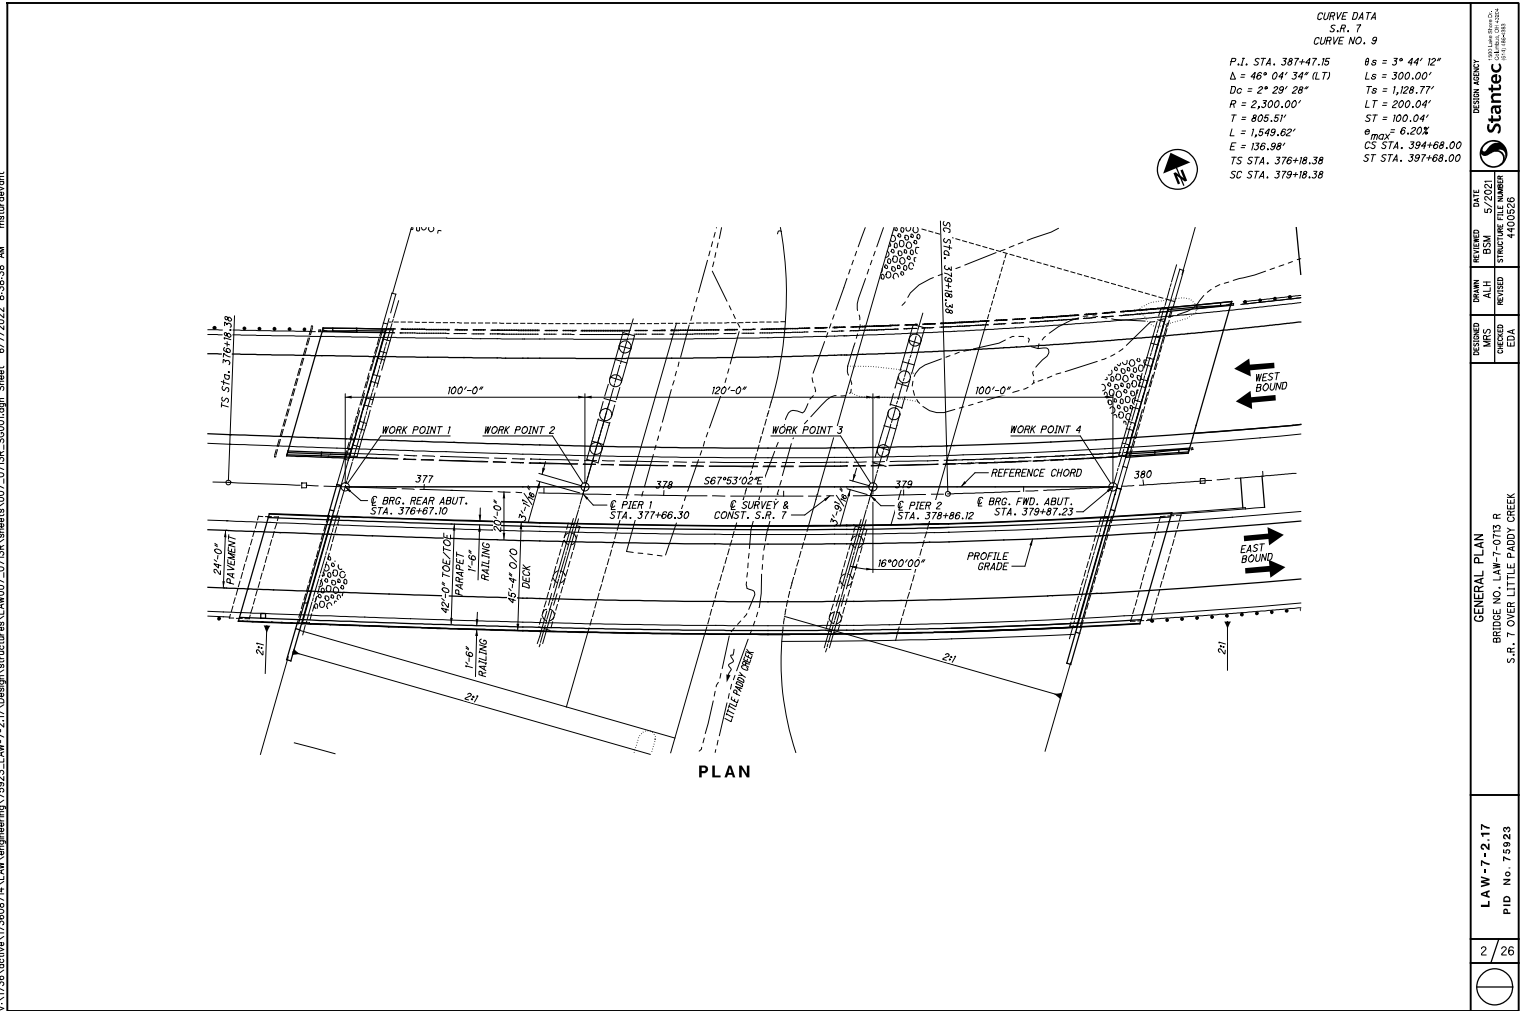 CURVE DATA
S.R. 7
CURVE NO. 9
P.I. STA. 387+47.15
Δ = 46° 04' 34" (LT)
Dc = 2° 29' 28"
R = 2,300.00'
T = 805.51'
L = 1,549.62'
E = 136.98'
TS STA. 376+18.38
SC STA. 379+18.38
θs = 3° 44' 12"
Ls = 300.00'
Ts = 1,128.77'
LT = 200.04'
ST = 100.04'
emax = 6.20%
CS STA. 394+68.00
ST STA. 397+68.00
N
TS Sta. 376+18.38
SC Sta. 379+18.38
100'-0"
120'-0"
100'-0"
WEST
BOUND
WORK POINT 1
WORK POINT 2
WORK POINT 3
WORK POINT 4
377
378
S67°53'02"E
379
REFERENCE CHORD
380
℄ BRG. REAR ABUT.
STA. 376+67.10
20'-0"
℄ PIER 1
STA. 377+66.30
℄ SURVEY &
CONST. S.R. 7
℄ PIER 2
STA. 378+86.12
℄ BRG. FWD. ABUT.
STA. 379+87.23
24'-0"
PAVEMENT
42'-0" TOE/TOE
PARAPET
1'-6"
RAILING
45'-4" O/O
DECK
16°00'00"
PROFILE
GRADE
EAST
BOUND
2:1
1'-6"
RAILING
2:1
2:1
2:1
LITTLE PADDY CREEK
PLAN
DESIGN AGENCY
Stantec
DESIGNED
MRS
CHECKED
EDA
DRAWN
ALH
REVISED
REVIEWED
BSM
DATE
5/2021
STRUCTURE FILE NUMBER
4400526
GENERAL PLAN
BRIDGE NO. LAW-7-0713 R
S.R. 7 OVER LITTLE PADDY CREEK
LAW-7-2.17
PID No. 75923
2/26